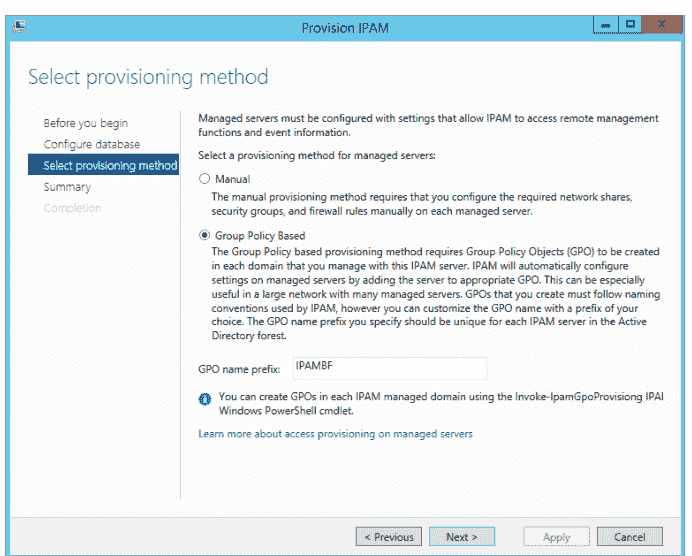 Provision IPAM
Select provisioning method
Before you begin
Configure database
Select provisioning method
Summary
Completion
Managed servers must be configured with settings that allow IPAM to access remote management
functions and event information.
Select a provisioning method for managed servers:
Manual
The manual provisioning method requires that you configure the required network shares,
security groups, and firewall rules manually on each managed server.
Group Policy Based
The Group Policy based provisioning method requires Group Policy Objects (GPO) to be created
in each domain that you manage with this IPAM server. IPAM will automatically configure
settings on managed servers by adding the server to appropriate GPO. This can be especially
useful in a large network with many managed servers. GPOs that you create must follow naming
conventions used by IPAM, however you can customize the GPO name with a prefix of your
choice. The GPO name prefix you specify should be unique for each IPAM server in the Active
Directory forest.
GPO name prefix: IPAMBF
You can create GPOs in each IPAM managed domain using the Invoke-IpamGpoProvisiong IPAI
Windows PowerShell cmdlet.
Learn more about access provisioning on managed servers
< Previous Next > Apply Cancel